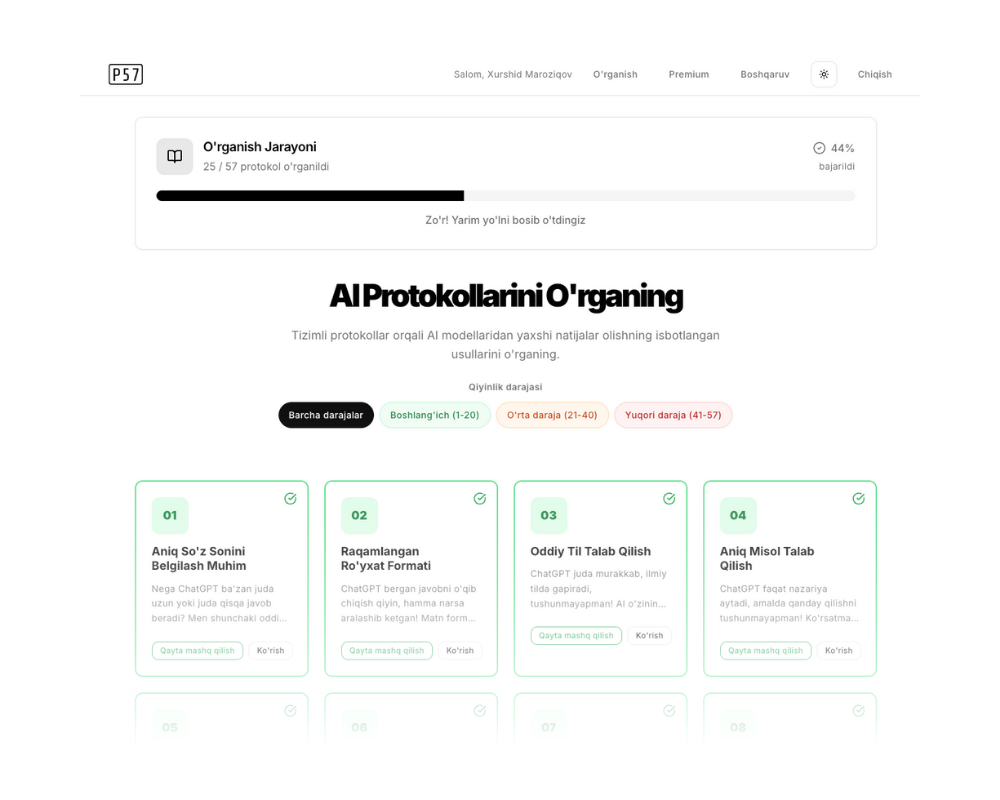 P57
Salom, Xurshid Maroziqov
O'rganish
Premium
Boshqaruv
Chiqish
O'rganish Jarayoni
25 / 57 protokol o'rganildi
44%
bajarildi
Zo'r! Yarim yo'lni bosib o'tdingiz
AI Protokollarini O'rganing
Tizimli protokollar orqali AI modellaridan yaxshi natijalar olishning isbotlangan
usullarini o'rganing.
Qiyinlik darajasi
Barcha darajalar
Boshlang'ich (1-20)
O'rta daraja (21-40)
Yuqori daraja (41-57)
01
Aniq So'z Sonini
Belgilash Muhim
Nega ChatGPT ba'zan juda
uzun yoki juda qisqa javob
beradi? Men shunchaki oddi...
Qayta mashq qilish
Ko'rish
02
Raqamlangan
Ro'yxat Formati
ChatGPT bergan javobni o'qib
chiqish qiyin, hamma narsa
aralashib ketgan! Matn form...
Qayta mashq qilish
Ko'rish
03
Oddiy Til Talab Qilish
ChatGPT juda murakkab, ilmiy
tilda gapiradi,
tushunmayapman! AI o'zinin...
Qayta mashq qilish
Ko'rish
04
Aniq Misol Talab
Qilish
ChatGPT faqat nazariya
aytadi, amalda qanday qilishni
tushunmayapman! Ko'rsatma...
Qayta mashq qilish
Ko'rish
05
06
07
08